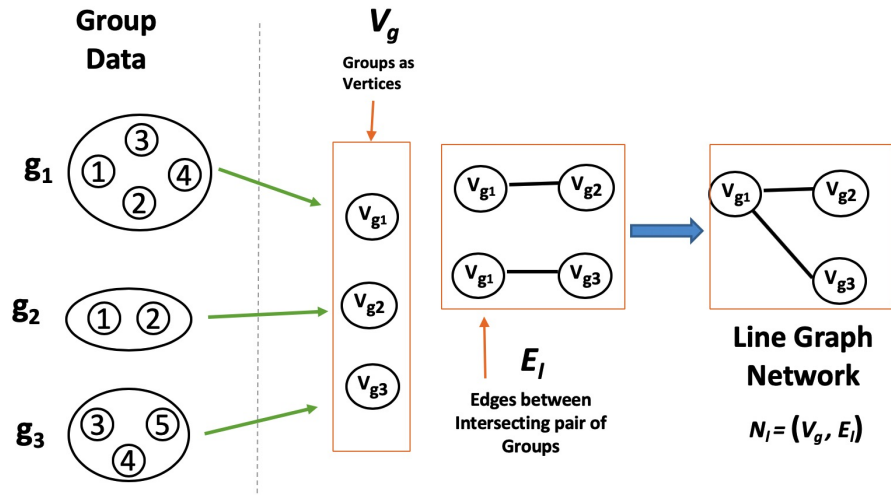 Group
Data
g1
3
1
4
2
g2
1 2
g3
3 5
4
Vg
Groups as
Vertices
Vg1
Vg2
Vg3
Vg1 Vg2
Vg1 Vg3
El
Edges between
Intersecting pair of
Groups
Vg1 Vg2
Vg3
Line Graph
Network
Nl = (Vg , El)